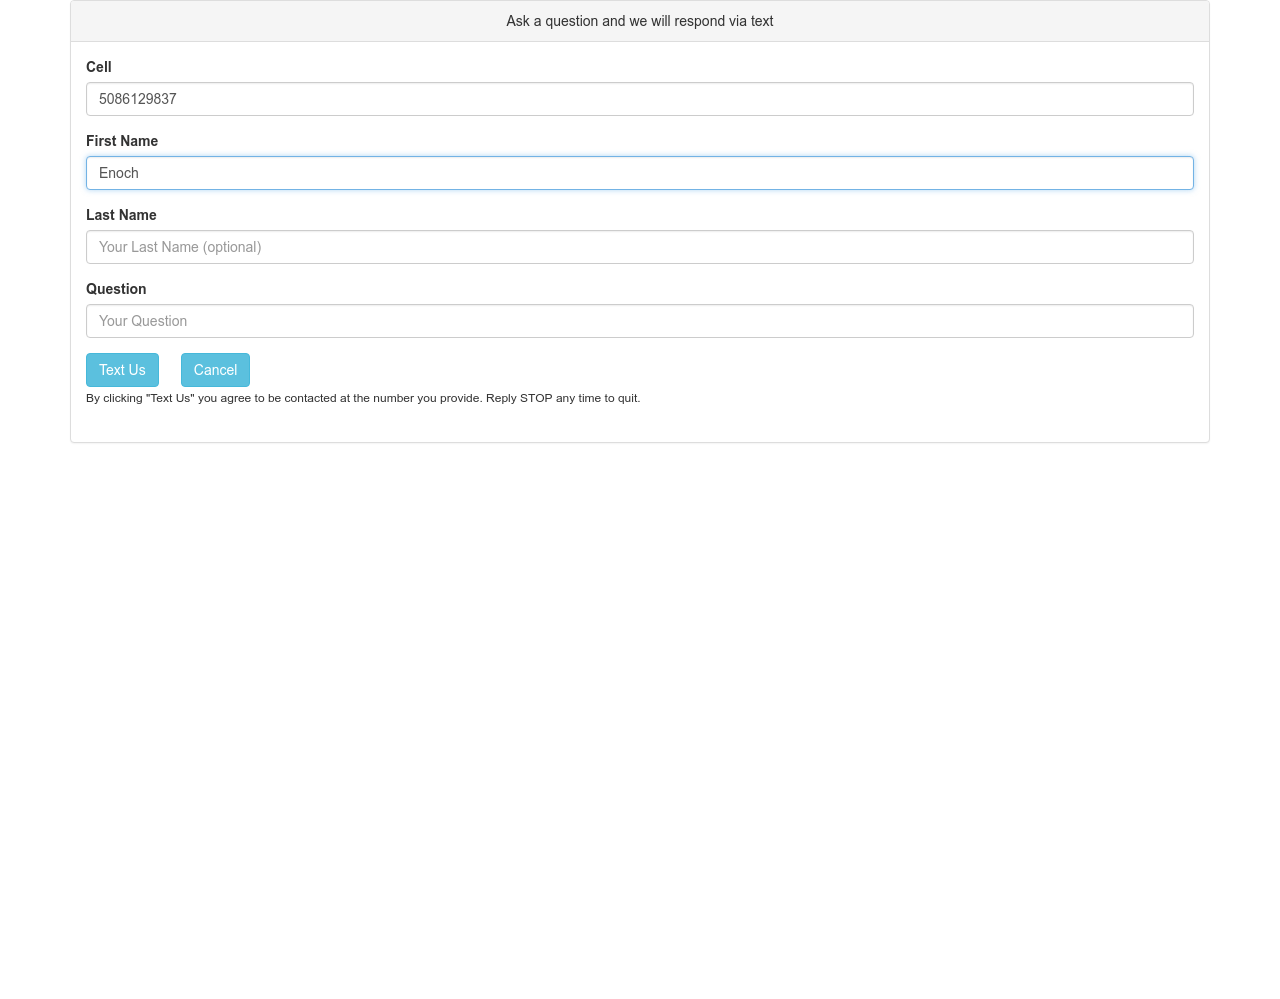 Ask a question and we will respond via text
Cell
5086129837
First Name
Enoch
Last Name
Your Last Name (optional)
Question
Your Question
Text Us Cancel
By clicking "Text Us" you agree to be contacted at the number you provide. Reply STOP any time to quit.